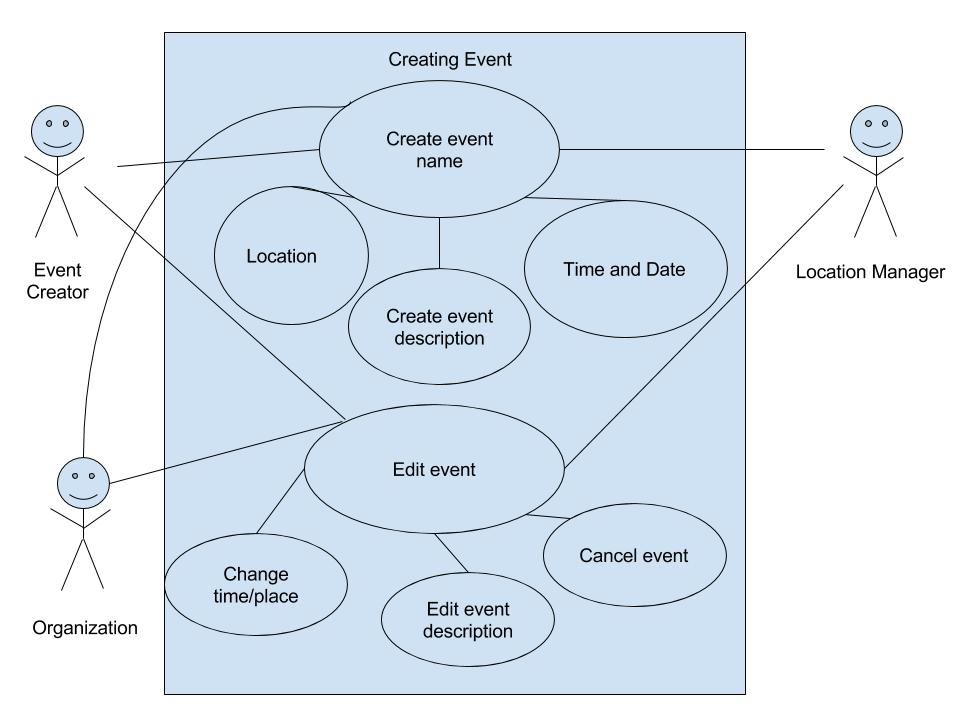 Creating Event
Create event
name
Location
Time and Date
Event
Creator
Location Manager
Create event
description
Edit event
Cancel event
Change
time/place
Edit event
description
Organization